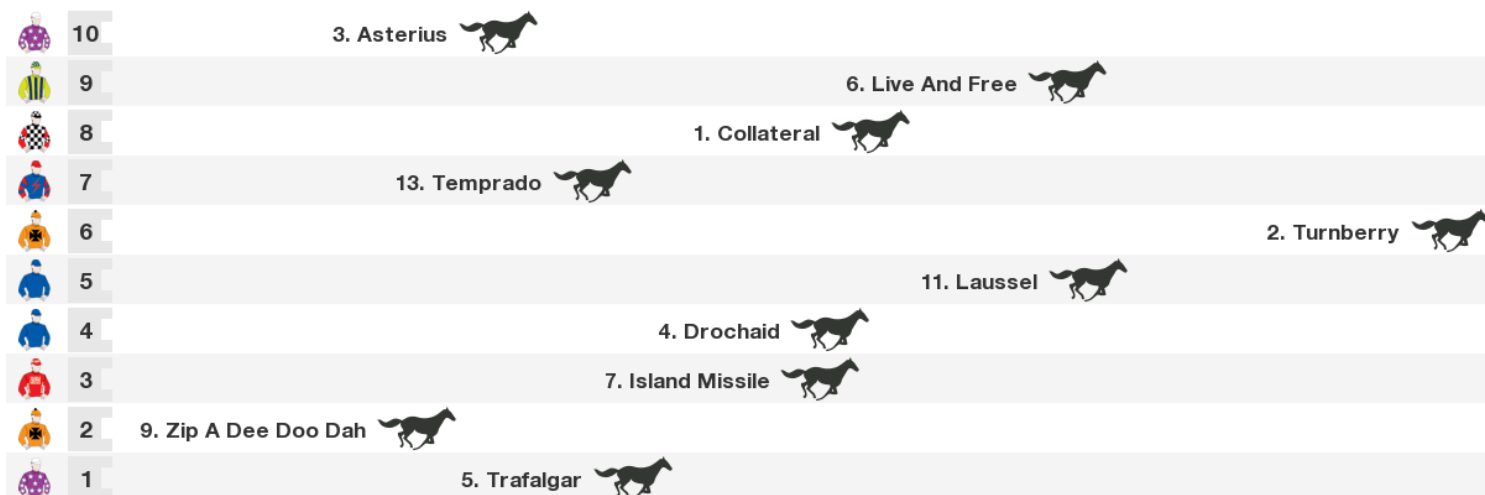 10 3. Asterius
9 6. Live And Free
8 1. Collateral
7 13. Temprado
6 2. Turnberry
5 11. Laussel
4 4. Drochaid
3 7. Island Missile
2 9. Zip A Dee Doo Dah
1 5. Trafalgar